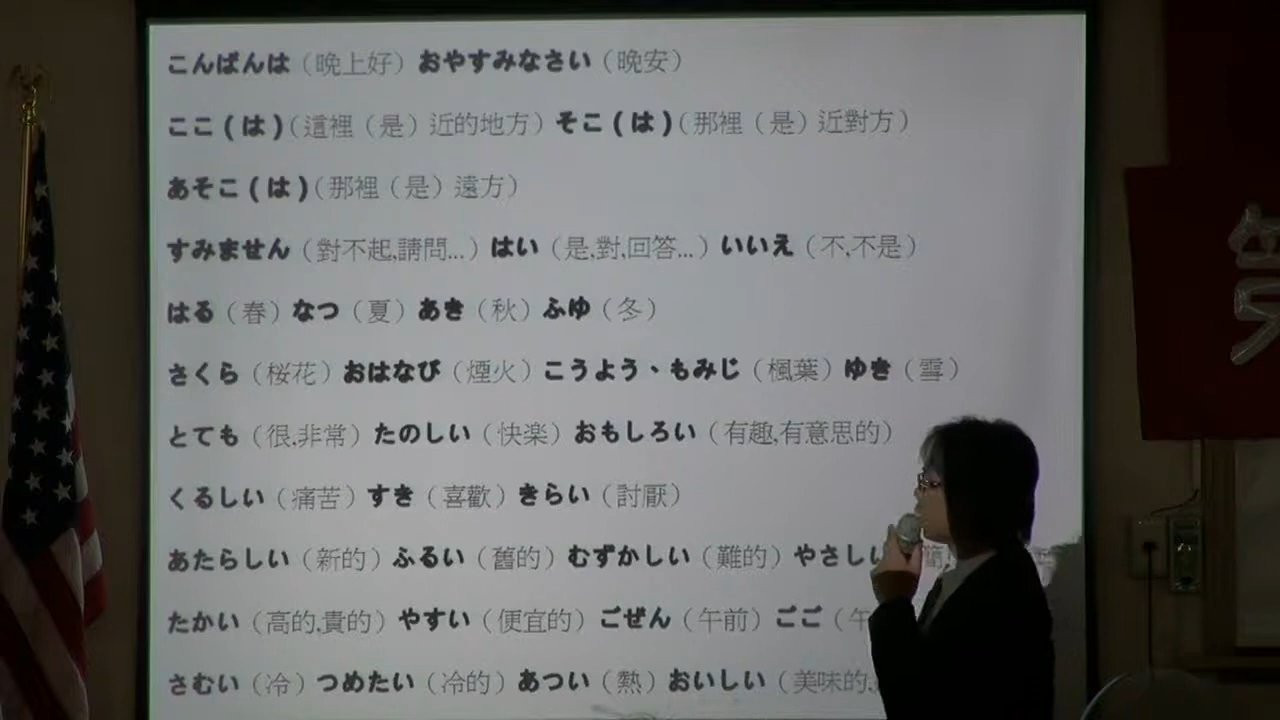 こんばんは（晩上好）おやすみなさい（晩安）
ここ(は)(這裡（是）近的地方）そこ(は)(那裡（是）近對方）
あそこ(は)(那裡（是）遠方）
すみません（對不起,請問...）はい（是,對,回答...）いいえ（不,不是）
はる（春）なつ（夏）あき（秋）ふゆ（冬）
さくら（桜花）おはなび（煙火）こうよう、もみじ（楓葉）ゆき（雪）
とても（很,非常）たのしい（快楽）おもしろい（有趣,有意思的）
くるしい（痛苦）すき（喜歡）きらい（討厭）
あたらしい（新的）ふるい（舊的）むずかしい（難的）やさしい
たかい（高的,貴的）やすい（便宜的）ごぜん（午前）ごご（午
さむい（冷）つめたい（冷的）あつい（熱）おいしい（美味的,